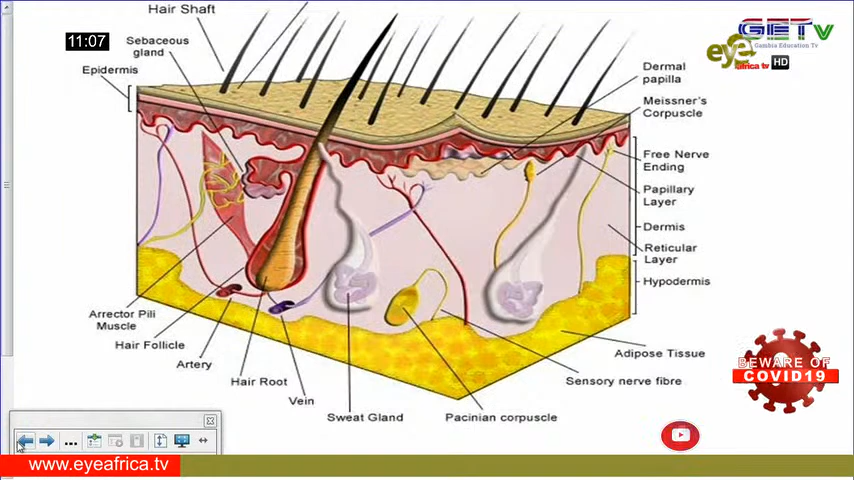 Hair Shaft
11:07
Sebaceous
gland
Epidermis
GETv
Gambia Education Tv
eye
africa tv HD
Dermal
papilla
Meissner's
Corpuscle
Free Nerve
Ending
Papillary
Layer
Dermis
Reticular
Layer
Hypodermis
Arrector Pili
Muscle
Hair Follicle
Artery
Hair Root
Vein
Sweat Gland
Pacinian corpuscle
Sensory nerve fibre
Adipose Tissue
BEWARE OF
COVID19
www.eyeafrica.tv